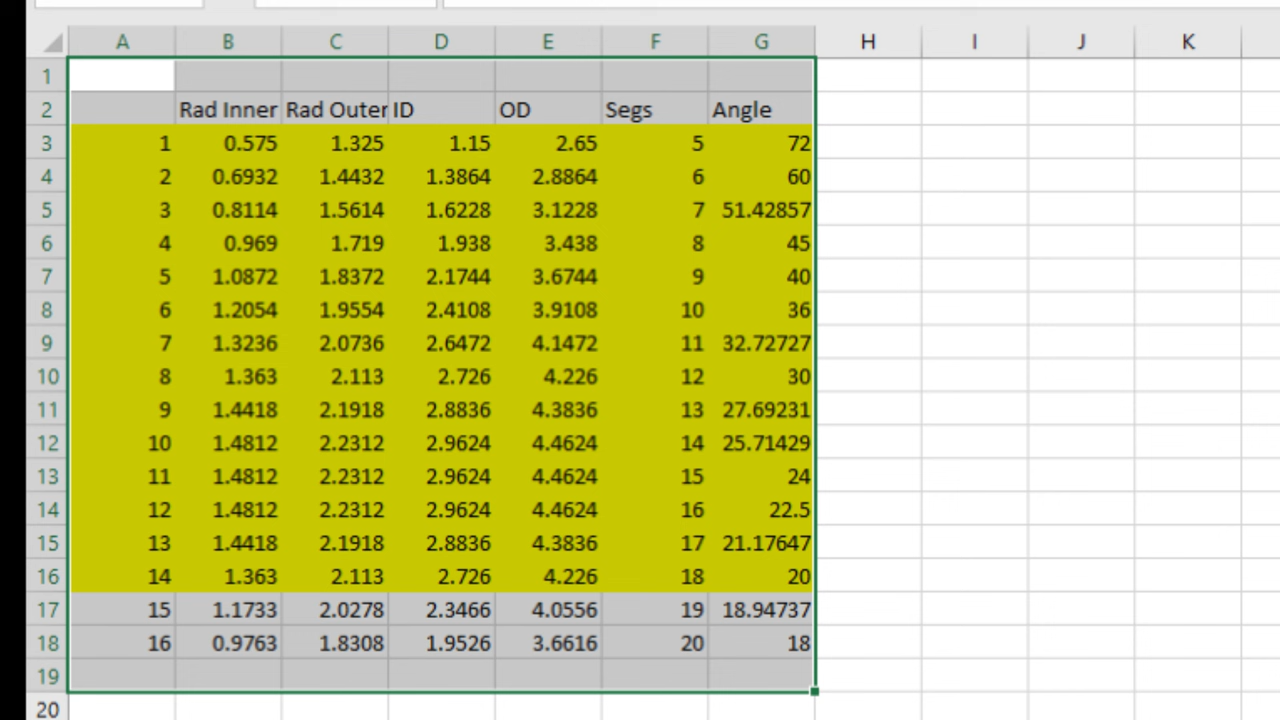 A B C D E F G H I J K
1
2 Rad Inner Rad Outer ID OD Segs Angle
3 1 0.575 1.325 1.15 2.65 5 72
4 2 0.6932 1.4432 1.3864 2.8864 6 60
5 3 0.8114 1.5614 1.6228 3.1228 7 51.42857
6 4 0.969 1.719 1.938 3.438 8 45
7 5 1.0872 1.8372 2.1744 3.6744 9 40
8 6 1.2054 1.9554 2.4108 3.9108 10 36
9 7 1.3236 2.0736 2.6472 4.1472 11 32.72727
10 8 1.363 2.113 2.726 4.226 12 30
11 9 1.4418 2.1918 2.8836 4.3836 13 27.69231
12 10 1.4812 2.2312 2.9624 4.4624 14 25.71429
13 11 1.4812 2.2312 2.9624 4.4624 15 24
14 12 1.4812 2.2312 2.9624 4.4624 16 22.5
15 13 1.4418 2.1918 2.8836 4.3836 17 21.17647
16 14 1.363 2.113 2.726 4.226 18 20
17 15 1.1733 2.0278 2.3466 4.0556 19 18.94737
18 16 0.9763 1.8308 1.9526 3.6616 20 18
19
20